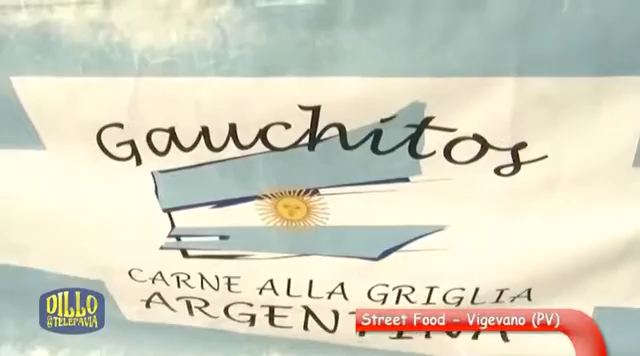 Gauchitos
CARNE ALLA GRIGLIA
ARGENTINA
Street Food - Vigevano (PV)
DILLO
@ TELEPAVIA